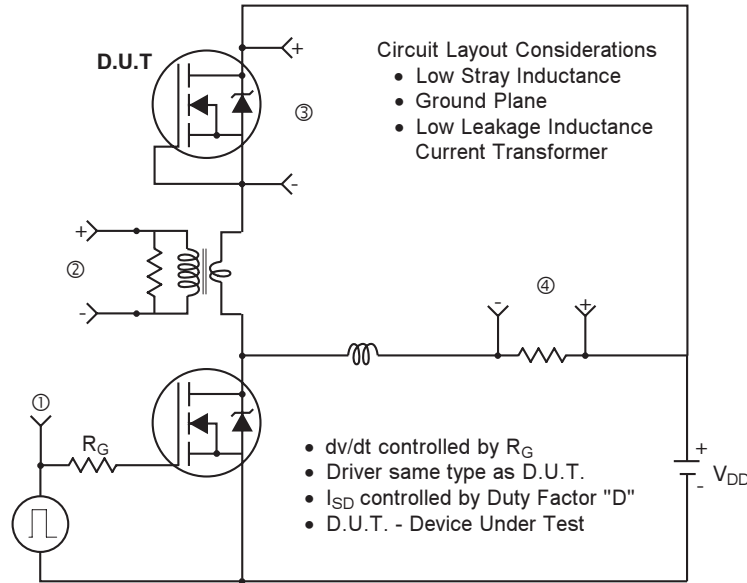 D.U.T
+
Circuit Layout Considerations
• Low Stray Inductance
• Ground Plane
③
• Low Leakage Inductance
Current Transformer
-
+
②
-
④
-
+
①
R_G
• dv/dt controlled by R_G
• Driver same type as D.U.T.
• I_SD controlled by Duty Factor "D"
• D.U.T. - Device Under Test
+
V_DD
-